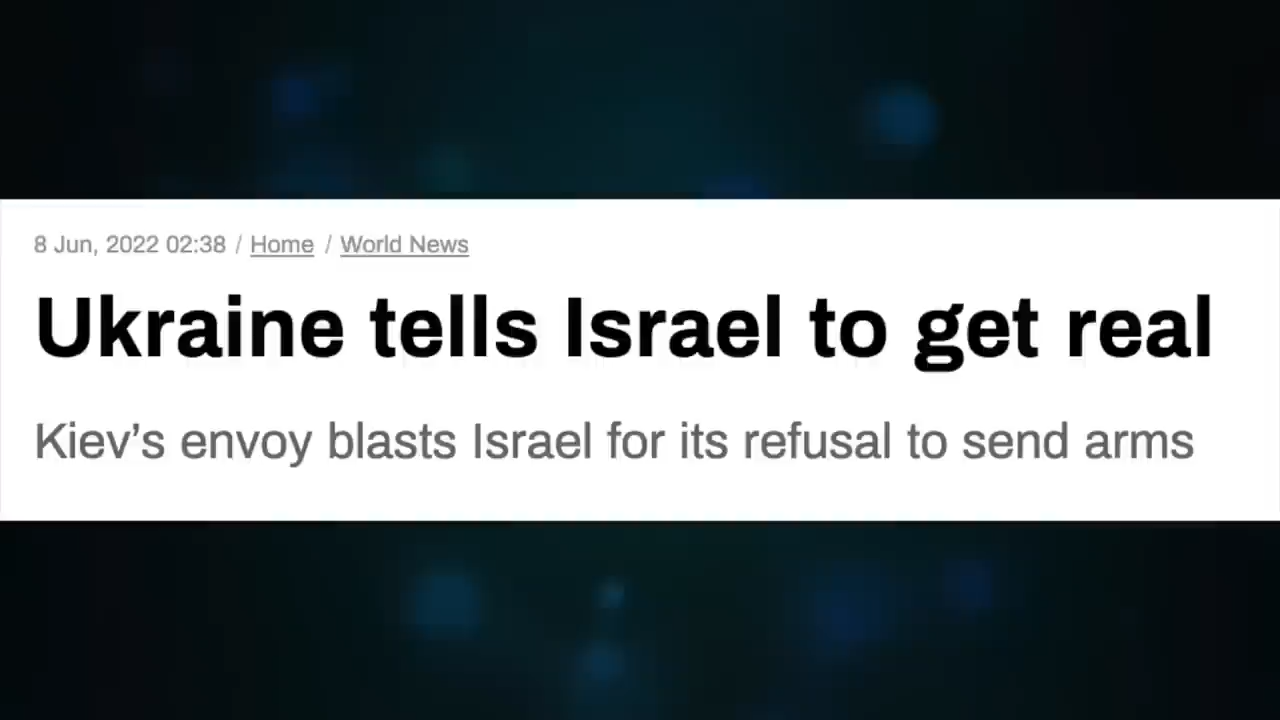 8 Jun, 2022 02:38 / Home / World News
Ukraine tells Israel to get real
Kiev’s envoy blasts Israel for its refusal to send arms